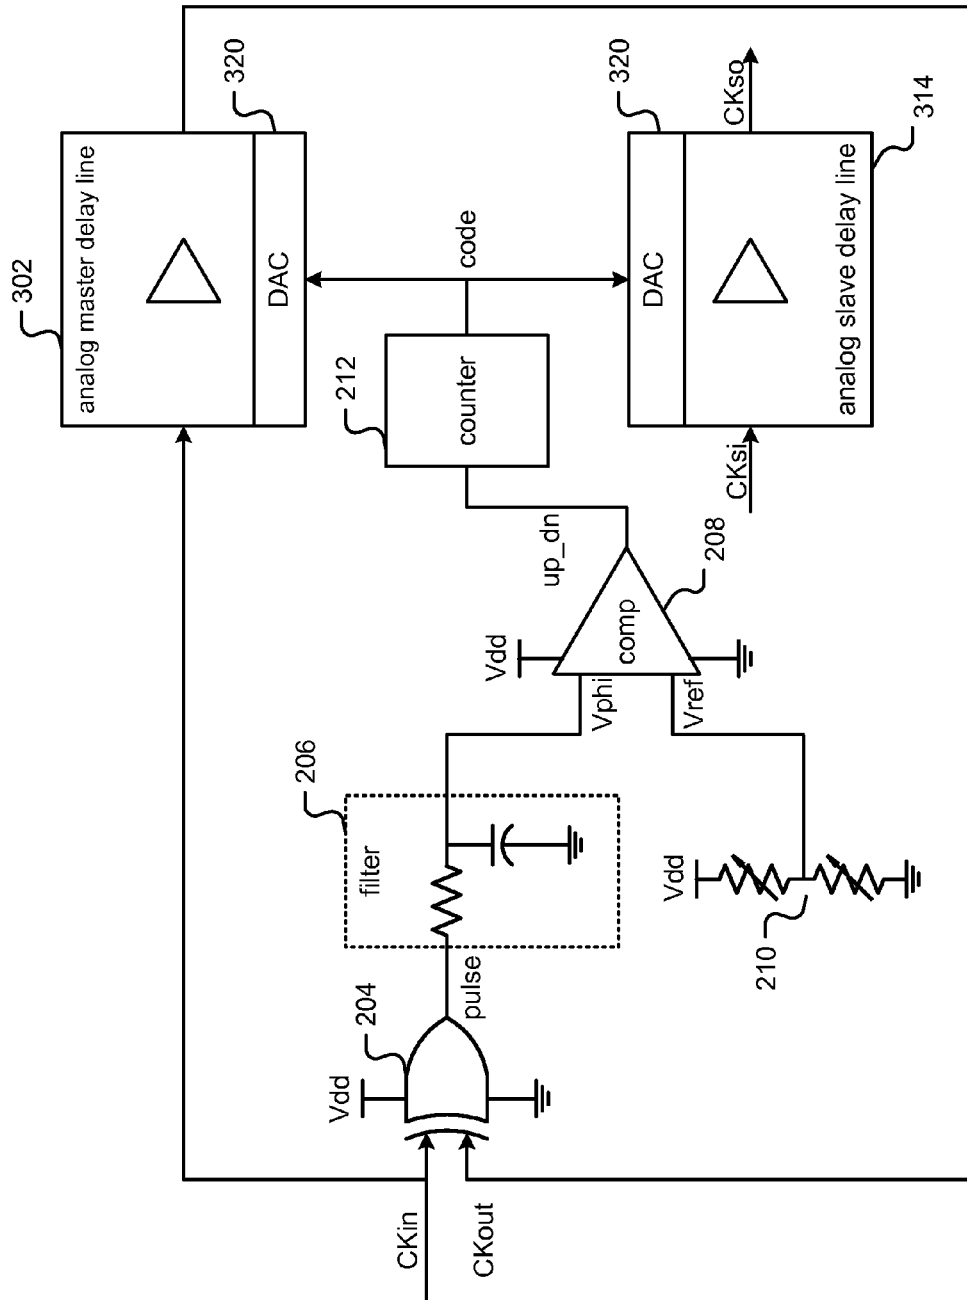 302
analog master delay line
DAC
320
212
counter
code
DAC
320
analog slave delay line
CKsi
CKso
314
up_dn
Vdd
comp
208
Vphi
Vref
206
filter
Vdd
210
204
Vdd
pulse
CKin
CKout